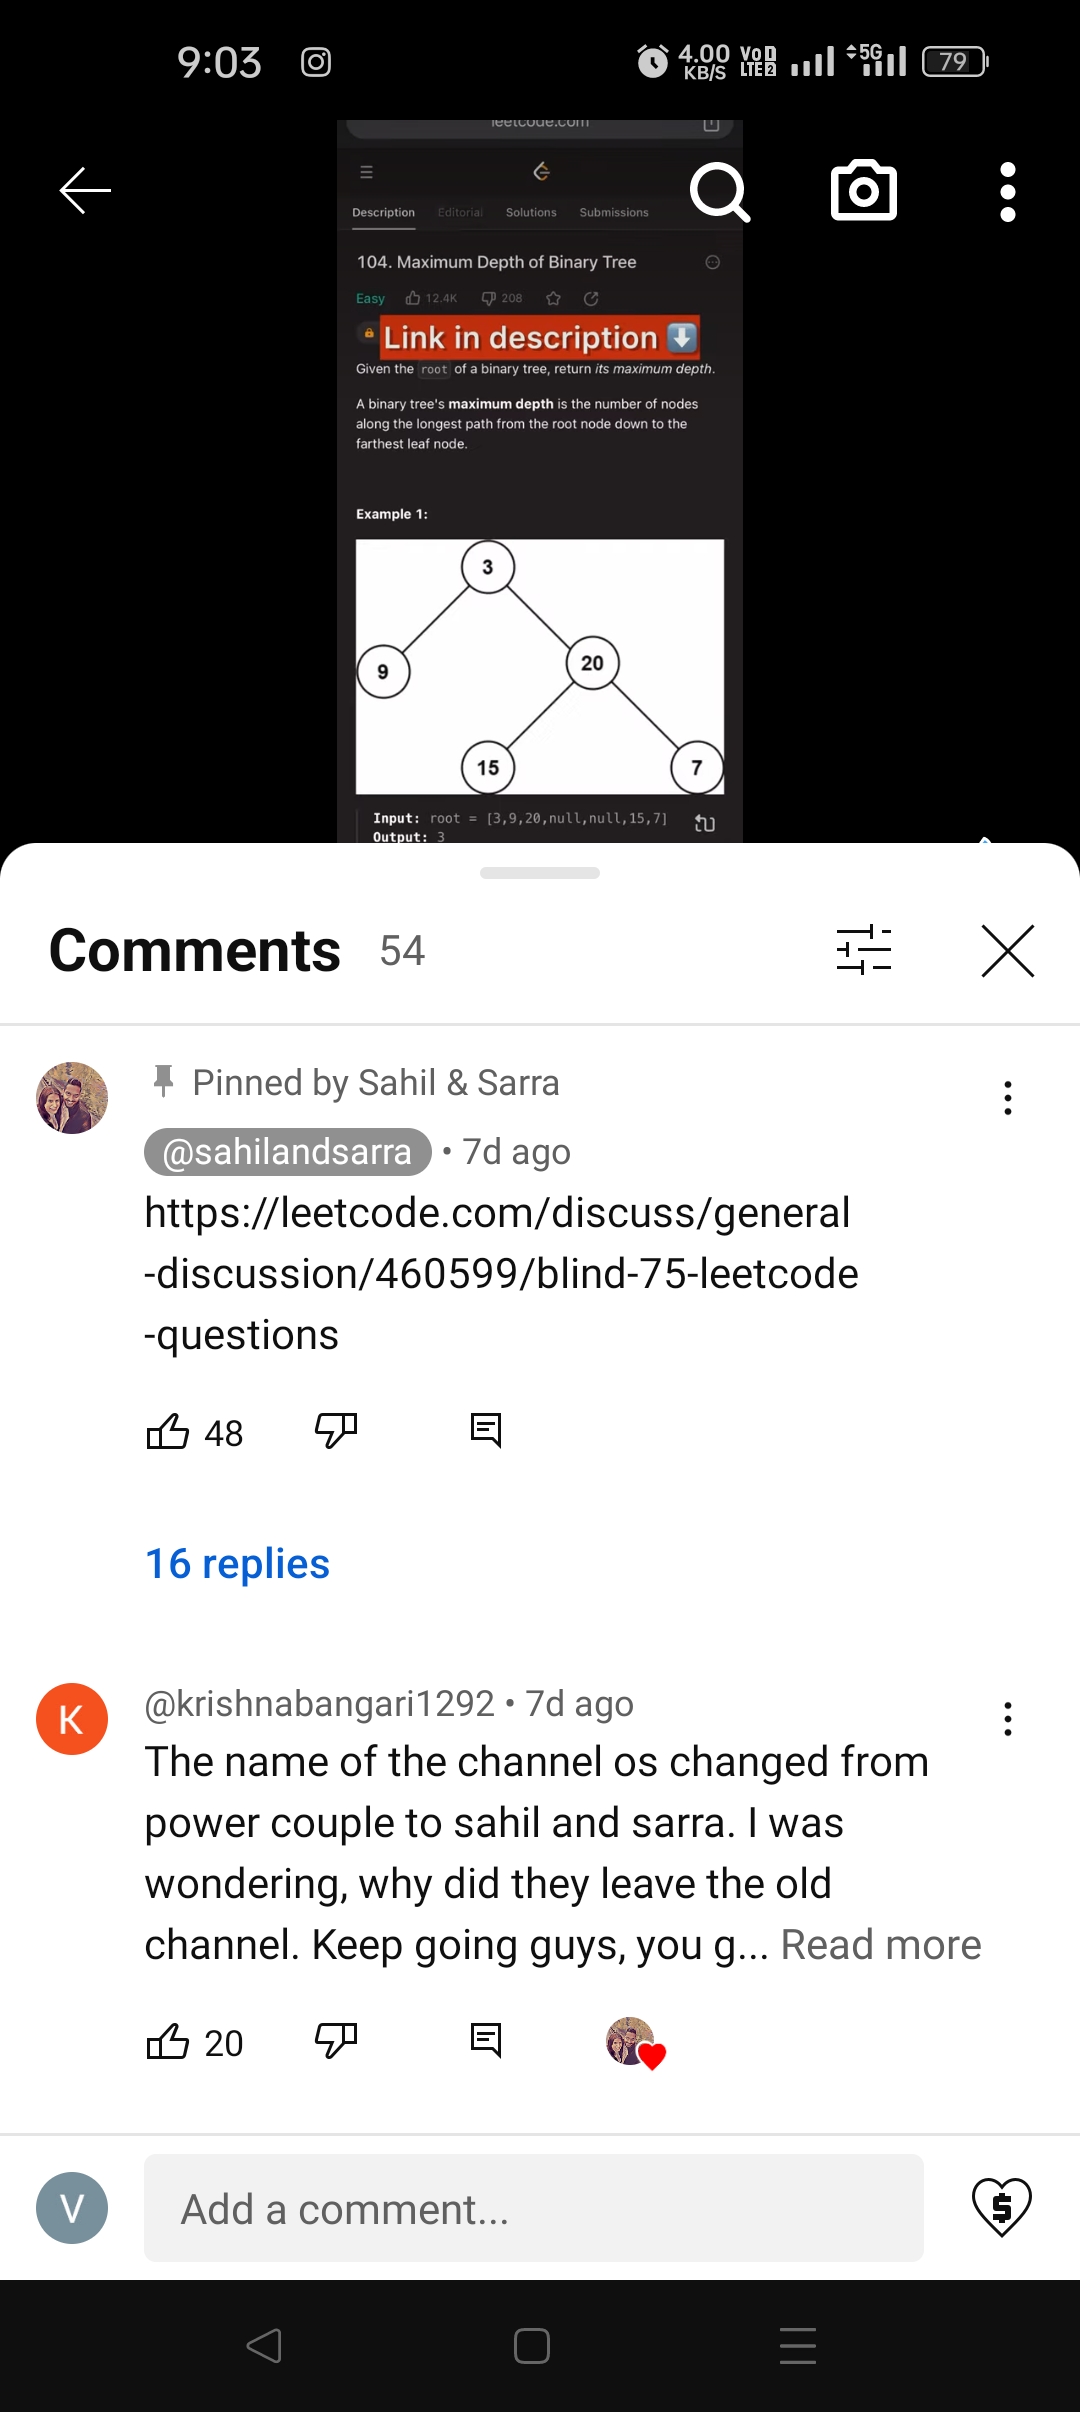 9:03
4.00 KB/S
VoD LTE2
5G
79
leetcode.com
Description Editorial Solutions Submissions
104. Maximum Depth of Binary Tree
Easy 12.4K 208
Link in description
Given the root of a binary tree, return its maximum depth.
A binary tree's maximum depth is the number of nodes
along the longest path from the root node down to the
farthest leaf node.
Example 1:
3
9
20
15
7
Input: root = [3,9,20,null,null,15,7]
Output: 3
Comments 54
Pinned by Sahil & Sarra
@sahilandsarra • 7d ago
https://leetcode.com/discuss/general
-discussion/460599/blind-75-leetcode
-questions
48
16 replies
K
@krishnabangari1292 • 7d ago
The name of the channel os changed from
power couple to sahil and sarra. I was
wondering, why did they leave the old
channel. Keep going guys, you g... Read more
20
V
Add a comment...
$